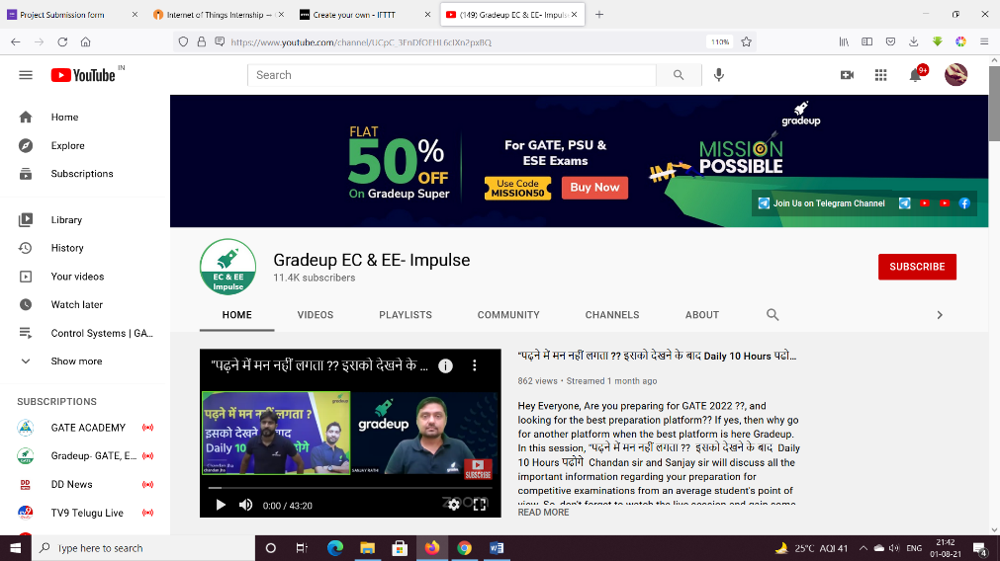 Project Submission form
Internet of Things Internship —
Create your own - IFTTT
(149) Gradeup EC & EE- Impulse
110%
YouTube IN
Search
9+
Home
Explore
Subscriptions
Library
History
Your videos
Watch later
Control Systems | GA...
Show more
SUBSCRIPTIONS
GATE ACADEMY
Gradeup- GATE, E...
DD News
TV9 Telugu Live
gradeup
FLAT
50%
OFF
On Gradeup Super
For GATE, PSU &
ESE Exams
Use Code
MISSION50
Buy Now
MISSION
POSSIBLE
Join Us on Telegram Channel
EC & EE
Impulse
Gradeup EC & EE- Impulse
11.4K subscribers
SUBSCRIBE
HOME
VIDEOS
PLAYLISTS
COMMUNITY
CHANNELS
ABOUT
"पढ़ने में मन नहीं लगता ?? इसको देखने के ...
gradeup
पढ़ने में मन नहीं लगता ?
इसको देखने के
Daily 10
gradeup
SUBSCRIBE
zoom
0:00 / 43:20
"पढ़ने में मन नहीं लगता ?? इसको देखने के बाद Daily 10 Hours पढो...
862 views • Streamed 1 month ago
Hey Everyone, Are you preparing for GATE 2022 ??, and
looking for the best preparation platform?? If yes, then why go
for another platform when the best platform is here Gradeup.
In this session, "पढ़ने में मन नहीं लगता ?? इसको देखने के बाद Daily
10 Hours पढोगे Chandan sir and Sanjay sir will discuss all the
important information regarding your preparation for
competitive examinations from an average student's point of
view. So, don't forget to watch the live session and gain some
READ MORE
Type here to search
25°C AQI 41
ENG
21:42
01-08-21
4